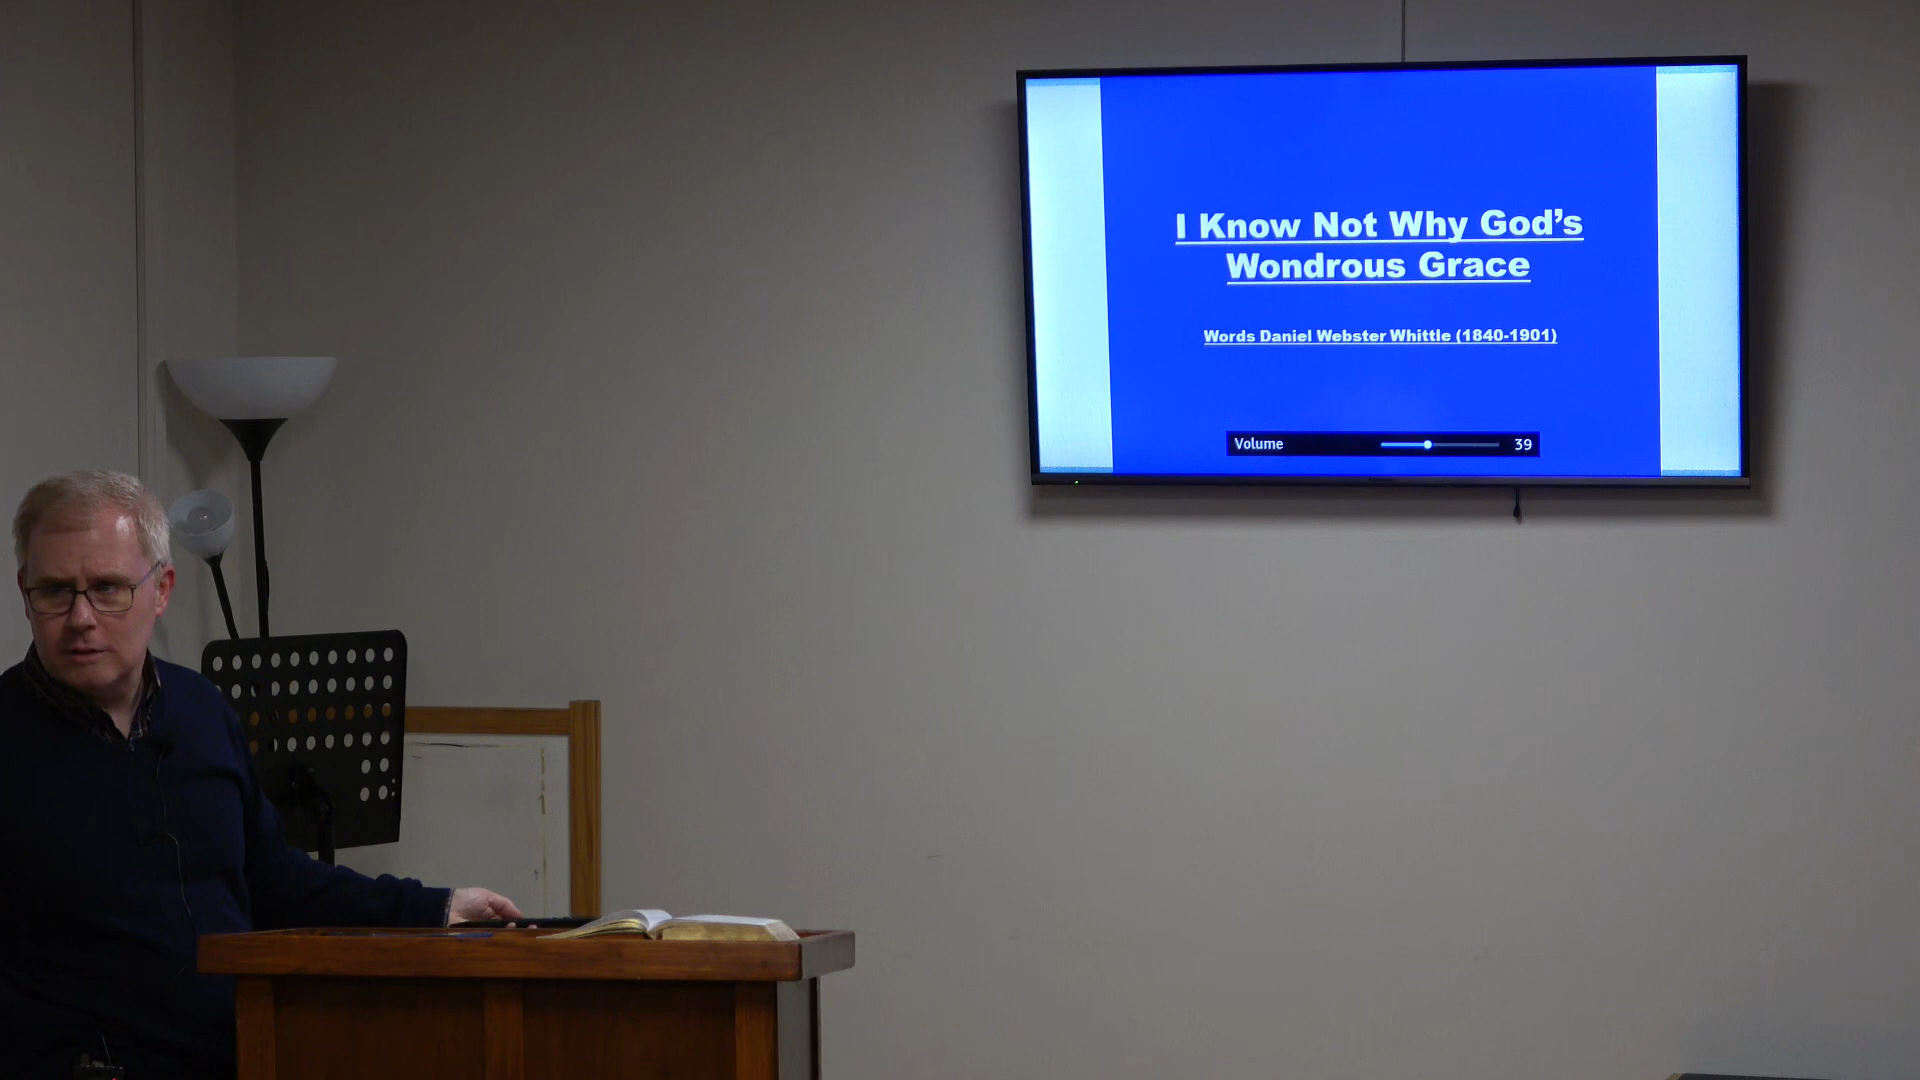 I Know Not Why God’s
Wondrous Grace
Words Daniel Webster Whittle (1840-1901)
Volume 39